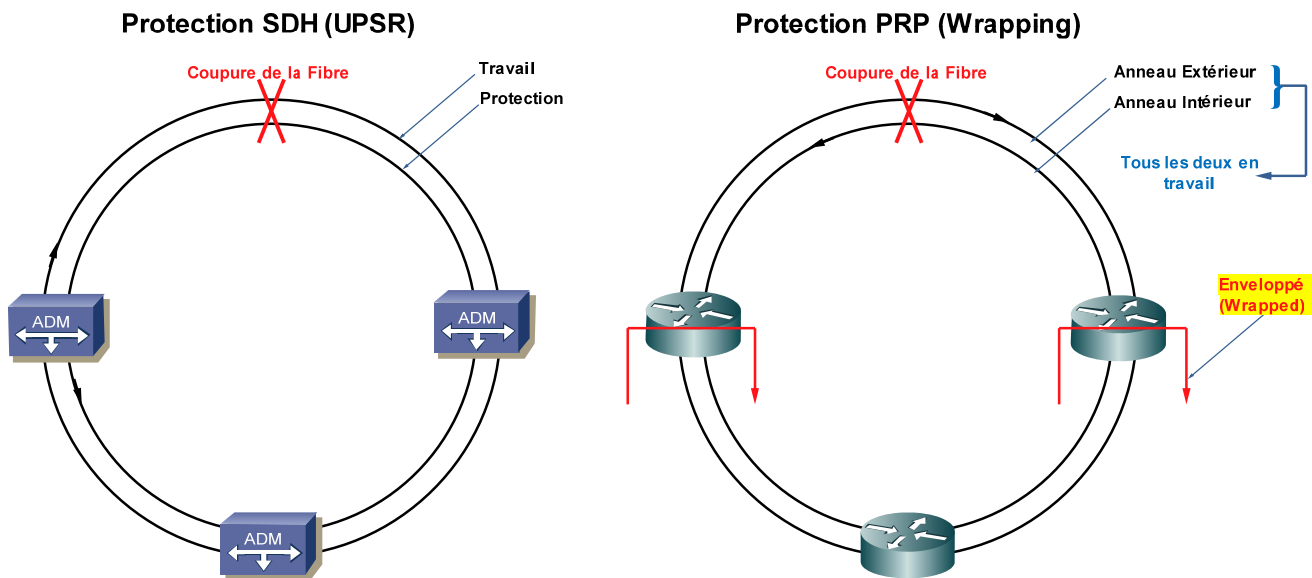 Protection SDH (UPSR)
Coupure de la Fibre
Travail
Protection
ADM
ADM
ADM
Protection PRP (Wrapping)
Coupure de la Fibre
Anneau Extérieur
Anneau Intérieur
Tous les deux en
travail
Enveloppé
(Wrapped)